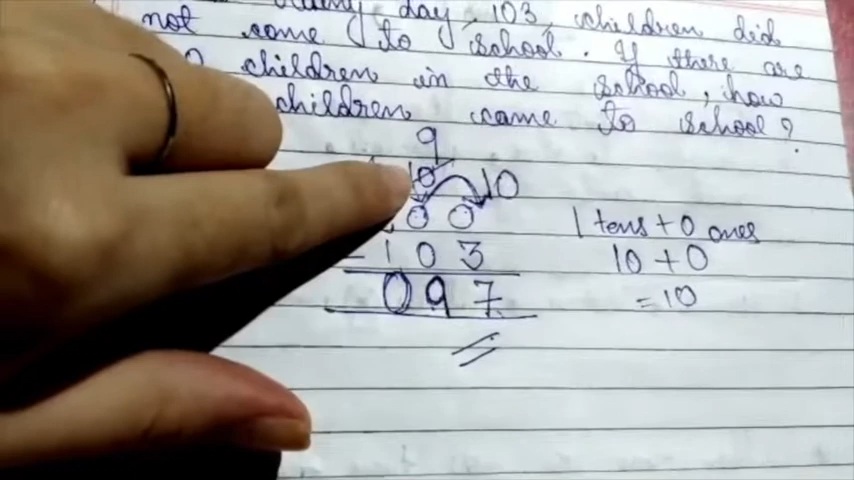 day, 103, children did
not come to school. If there are
children in the school, how
children came to school?
9
10 10
0 0
- 1 0 3
0 9 7
1 tens + 0 ones
10 + 0
= 10